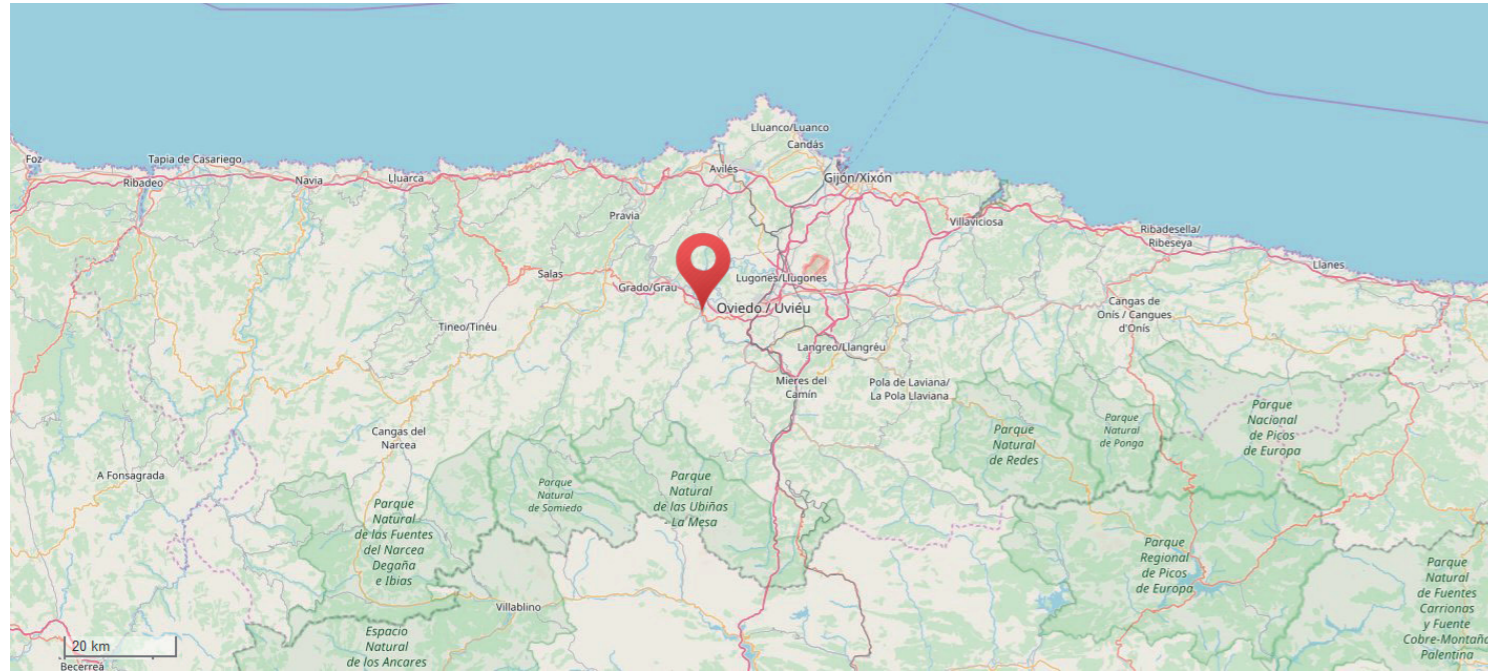 Lluanco/Luanco
Candás
Foz
Tapia de Casariego
Avilés
Gijón/Xixón
Ribadeo
Navia
Lluarca
Pravia
Villaviciosa
Ribadesella/
Ribeseya
Llanes
Salas
Grado/Grau
Lugones/Llugones
Oviedo / Uviéu
Cangas de
Onís / Cangues
d'Onís
Tineo/Tinéu
Langreo/Llangréu
Mieres del
Camín
Pola de Laviana/
La Pola Llaviana
Parque
Natural
de Ponga
Parque
Nacional
de Picos
de Europa
Cangas del
Narcea
Parque
Natural
de Redes
A Fonsagrada
Parque
Natural
de Somiedo
Parque
Natural
de las Ubiñas
-La Mesa
Parque
Natural
de las Fuentes
del Narcea
Degaña
e Ibias
Parque
Regional
de Picos
de Europa
Parque
Natural
de Fuentes
Carrionas
y Fuente
Cobre-Montaña
Palentina
Villablino
Espacio
Natural
de los Ancares
20 km
Becerreá